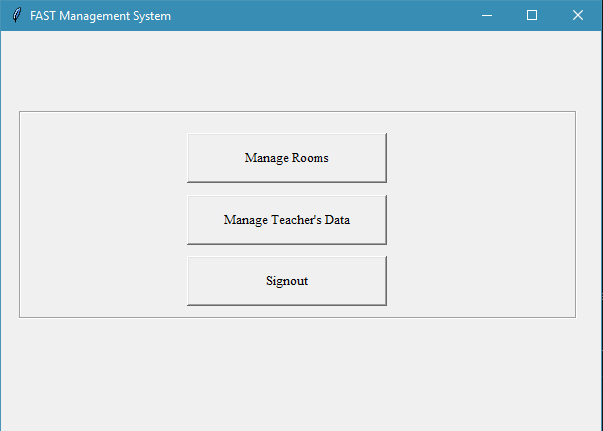 FAST Management System
Manage Rooms
Manage Teacher's Data
Signout